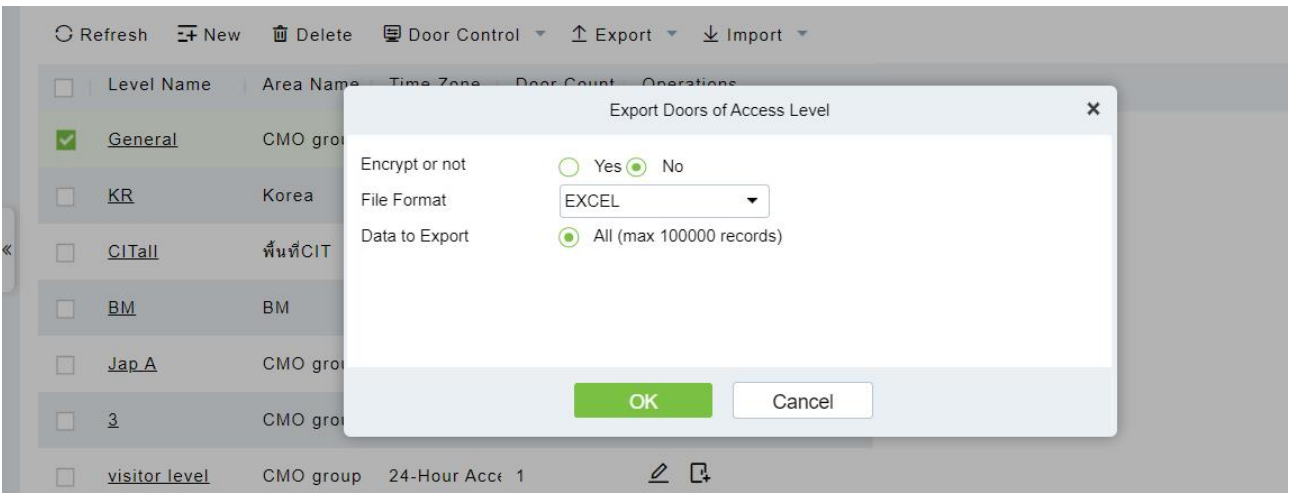 Refresh New Delete Door Control Export Import
Level Name Area Name Time Zone Door Count Operations
Export Doors of Access Level
General CMO grou
Encrypt or not Yes No
KR Korea
File Format EXCEL
Data to Export All (max 100000 records)
CITall พื้นที่CIT
BM BM
Jap A CMO grou
OK Cancel
3 CMO grou
visitor level CMO group 24-Hour Acce 1